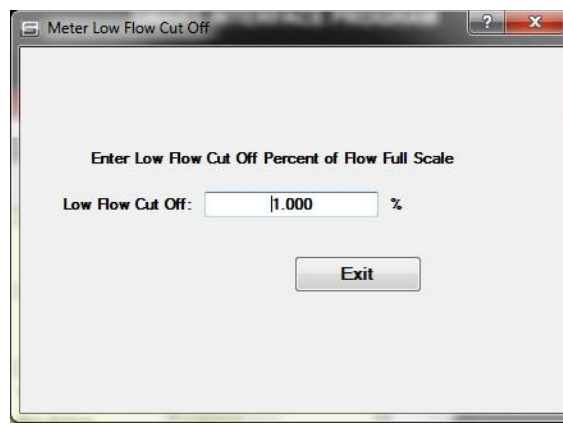 Meter Low Flow Cut Off
?
X
Enter Low Flow Cut Off Percent of Flow Full Scale
Low Flow Cut Off: 1.000 %
Exit